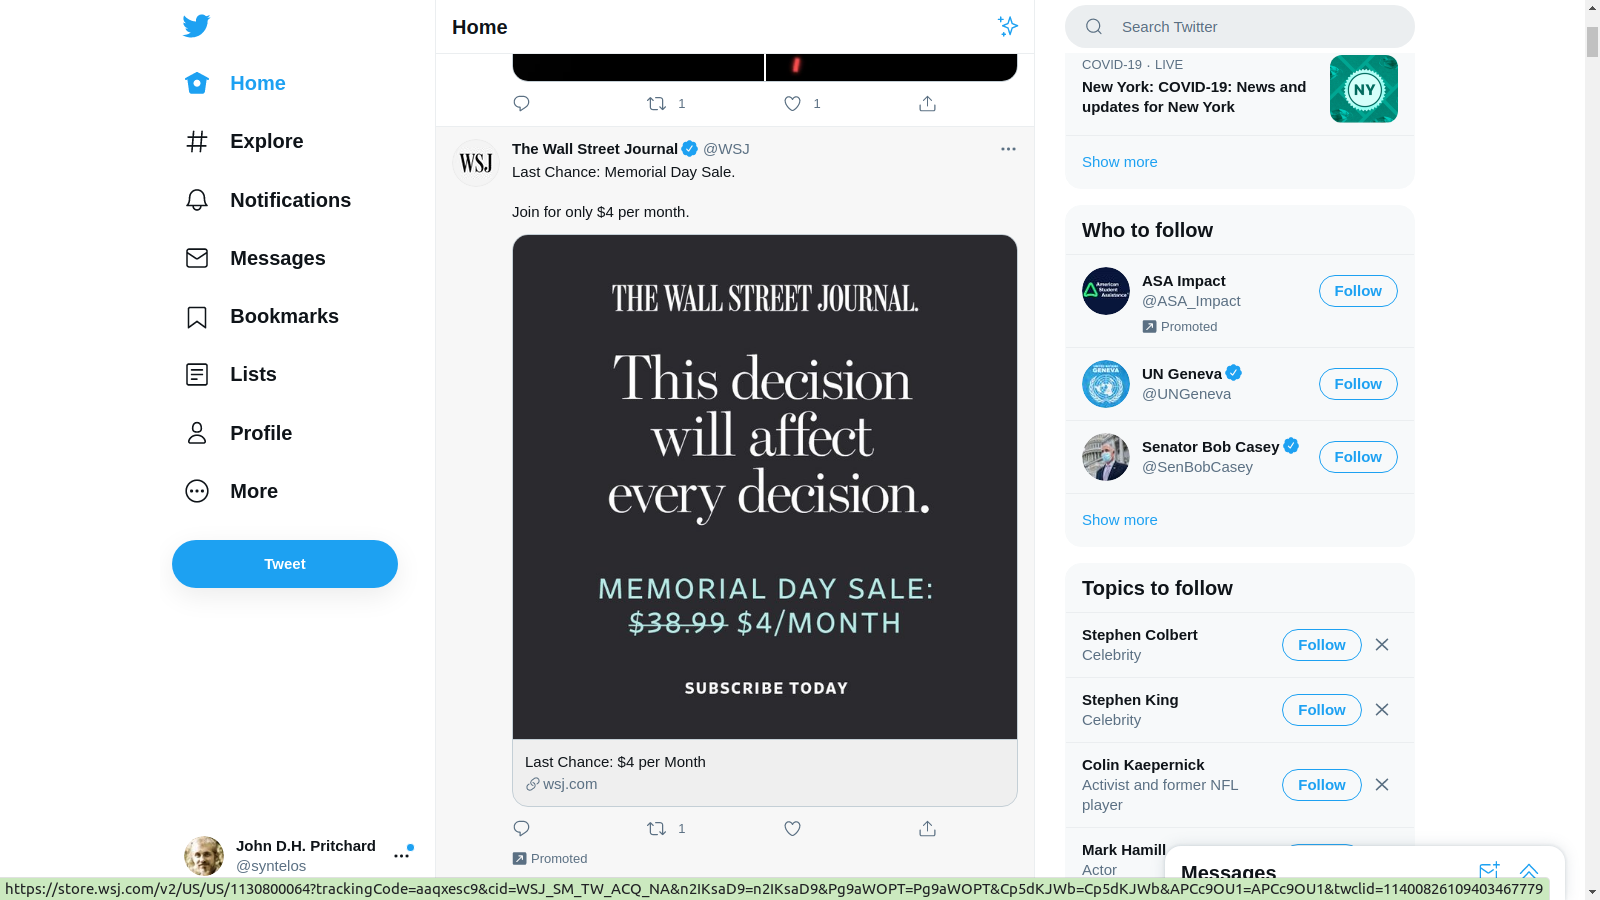 Home
Explore
Notifications
Messages
Bookmarks
Lists
Profile
More
Tweet
John D.H. Pritchard
@syntelos
Home
1
1
WSJ
The Wall Street Journal @WSJ
Last Chance: Memorial Day Sale.
Join for only $4 per month.
THE WALL STREET JOURNAL.
This decision
will affect
every decision.
MEMORIAL DAY SALE:
$38.99 $4/MONTH
SUBSCRIBE TODAY
Last Chance: $4 per Month
wsj.com
1
Promoted
Search Twitter
COVID-19 · LIVE
New York: COVID-19: News and
updates for New York
NY
Show more
Who to follow
American
Student
Assistance
ASA Impact
@ASA_Impact
Promoted
Follow
GENEVA
UN Geneva
@UNGeneva
Follow
Senator Bob Casey
@SenBobCasey
Follow
Show more
Topics to follow
Stephen Colbert
Celebrity
Follow
Stephen King
Celebrity
Follow
Colin Kaepernick
Activist and former NFL
player
Follow
Mark Hamill
Actor
Messages
https://store.wsj.com/v2/US/US/1130800064?trackingCode=aaqxesc9&cid=WSJ_SM_TW_ACQ_NA&n2IKsaD9=n2IKsaD9&Pg9aWOPT=Pg9aWOPT&Cp5dKJWb=Cp5dKJWb&APCc9OU1=APCc9OU1&twclid=11400826109403467779